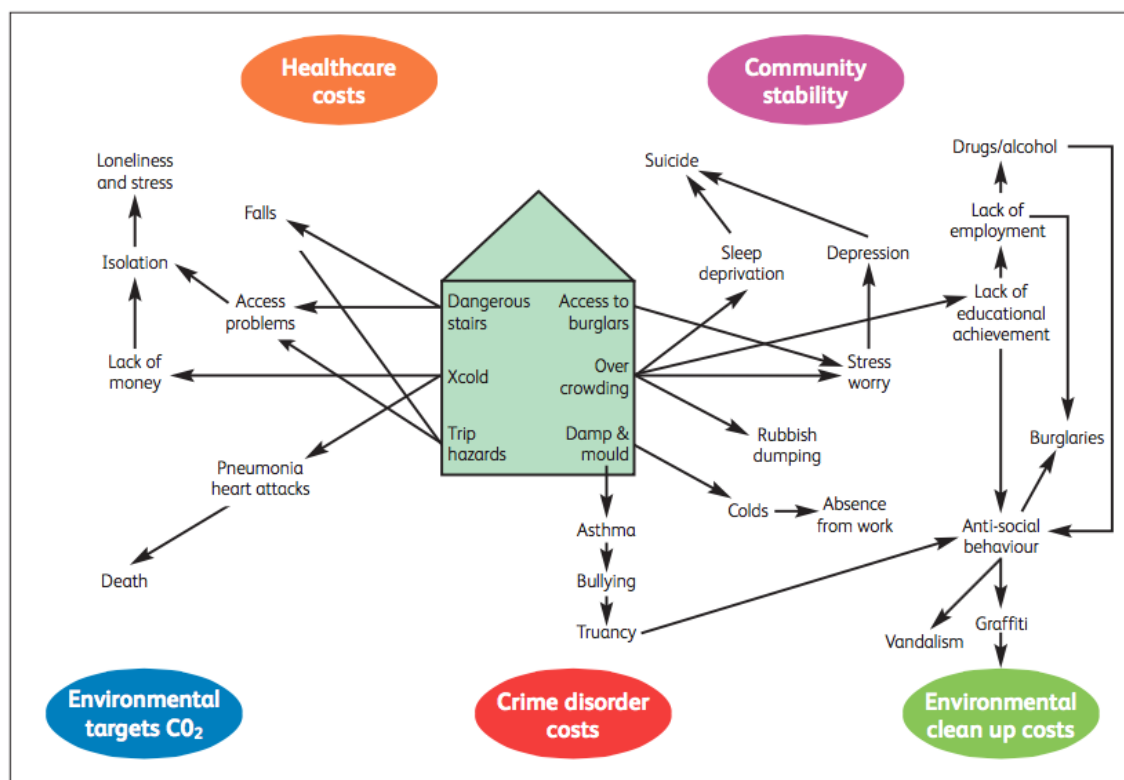 Healthcare
costs
Community
stability
Loneliness
and stress
Falls
Isolation
Access
problems
Lack of
money
Pneumonia
heart attacks
Death
Dangerous
stairs
Xcold
Trip
hazards
Access to
burglars
Over
crowding
Damp &
mould
Suicide
Sleep
deprivation
Depression
Stress
worry
Rubbish
dumping
Colds
Absence
from work
Asthma
Bullying
Truancy
Drugs/alcohol
Lack of
employment
Lack of
educational
achievement
Burglaries
Anti-social
behaviour
Vandalism
Graffiti
Environmental
targets C0₂
Crime disorder
costs
Environmental
clean up costs